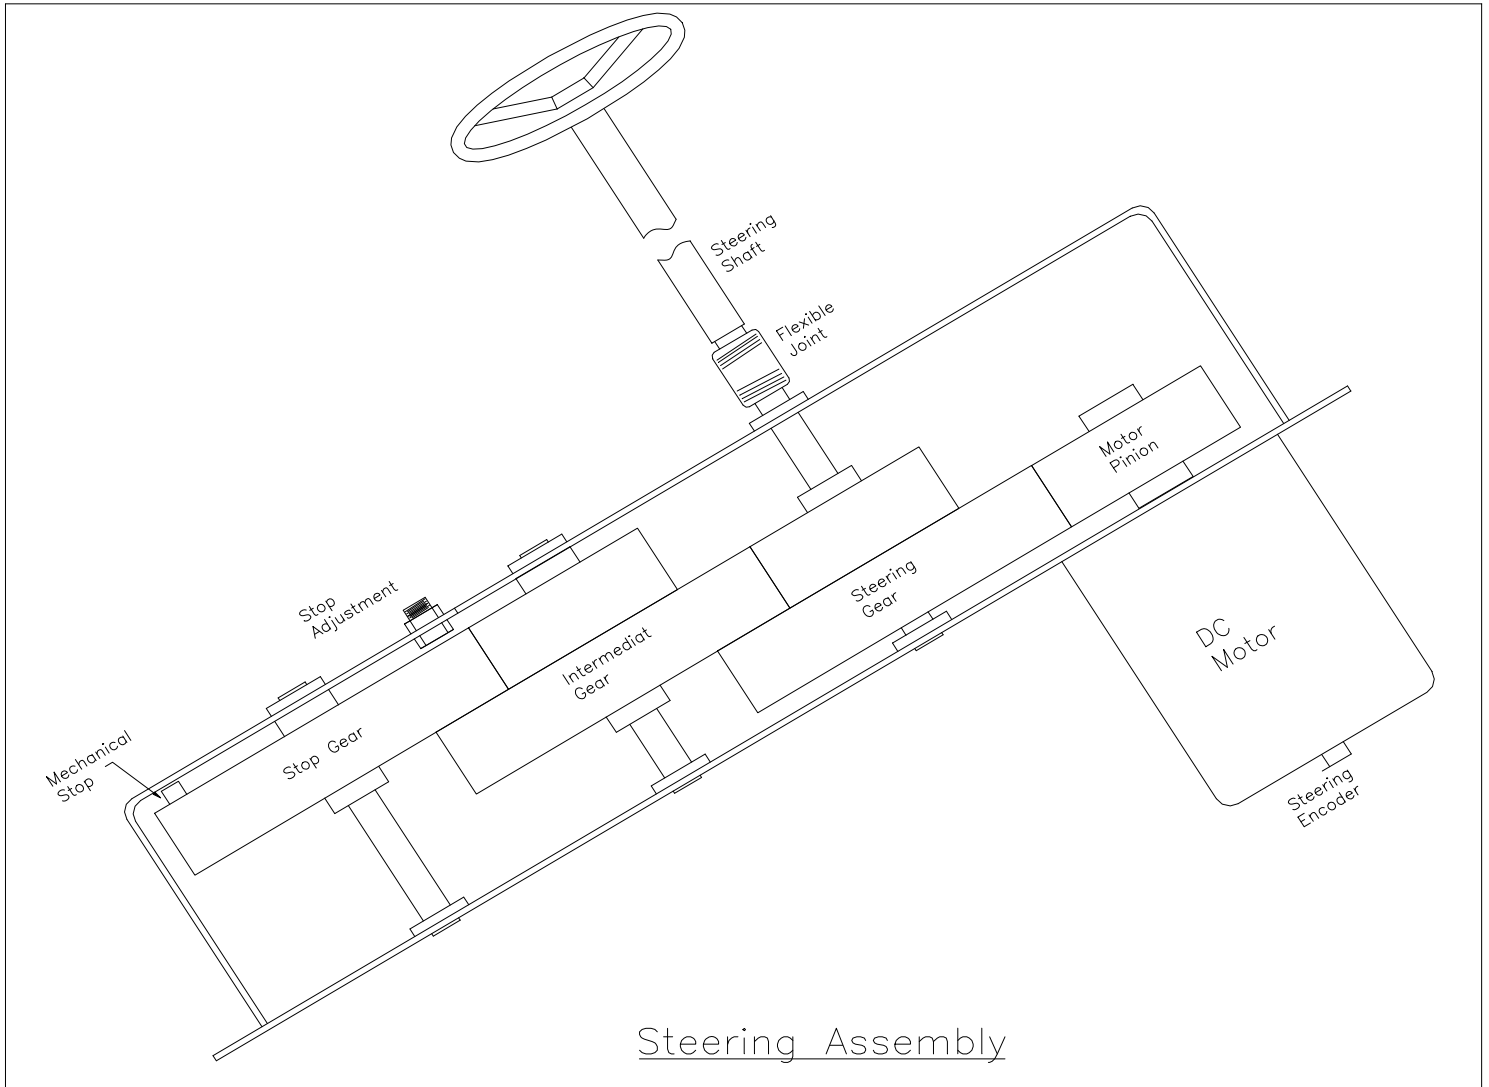 Steering
Shaft
Flexible
Joint
Motor
Pinion
Steering
Gear
Stop
Adjustment
Intermediat
Gear
DC
Motor
Stop Gear
Mechanical
Stop
Steering
Encoder
Steering Assembly